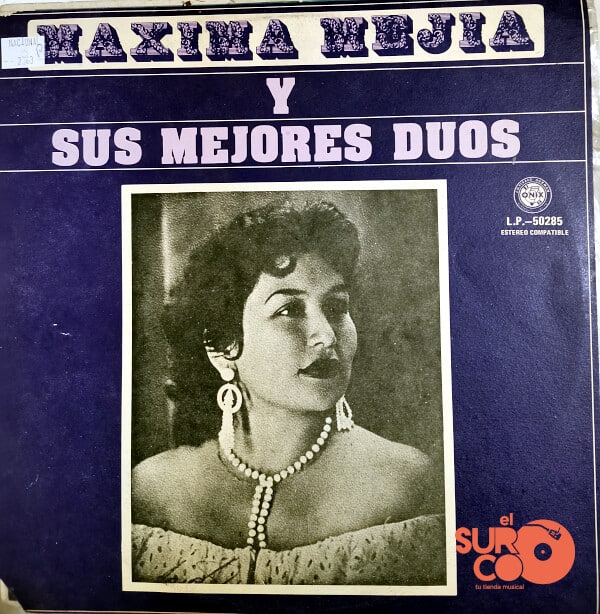 MAXIMA MEJIA
Y
SUS MEJORES DUOS
ONIX
L.P.-50285
ESTEREO COMPATIBLE
el
SURCO
tu tienda musical